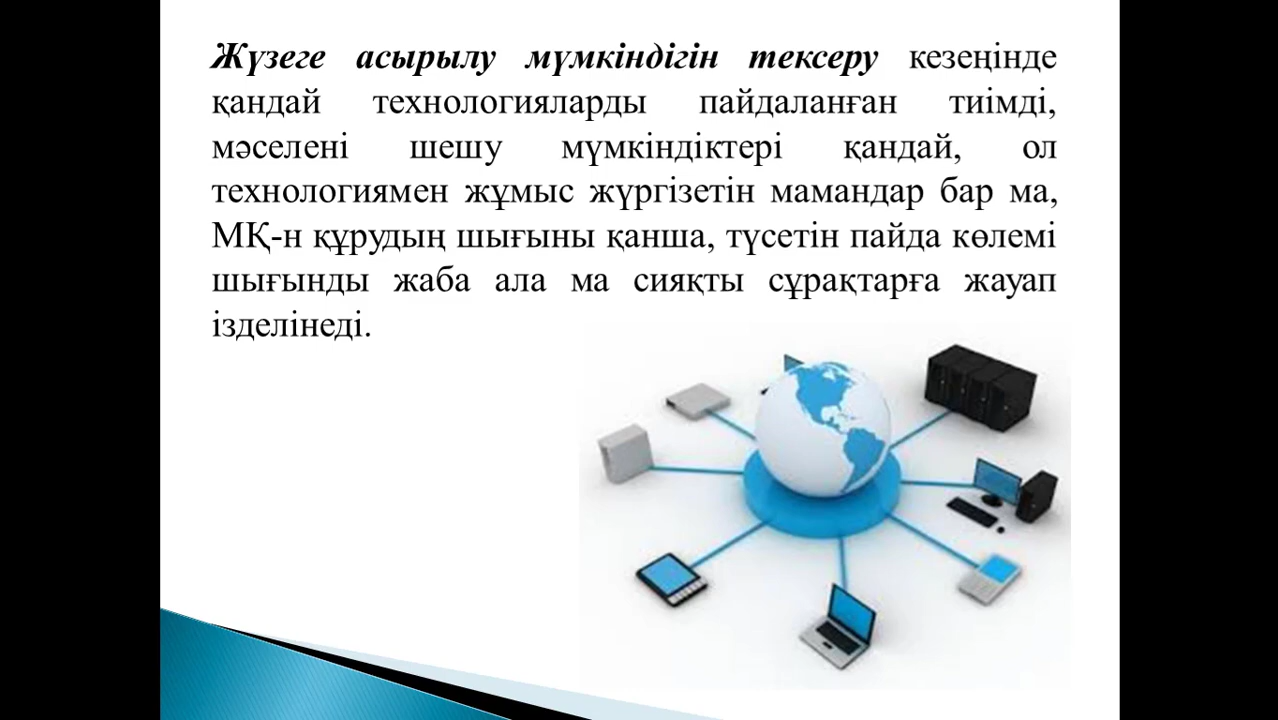 Жүзеге асырылу мүмкіндігін тексеру кезеңінде
қандай технологияларды пайдаланған тиімді,
мәселені шешу мүмкіндіктері қандай, ол
технологиямен жұмыс жүргізетін мамандар бар ма,
МҚ-н құрудың шығыны қанша, түсетін пайда көлемі
шығынды жаба ала ма сияқты сұрақтарға жауап
ізделінеді.